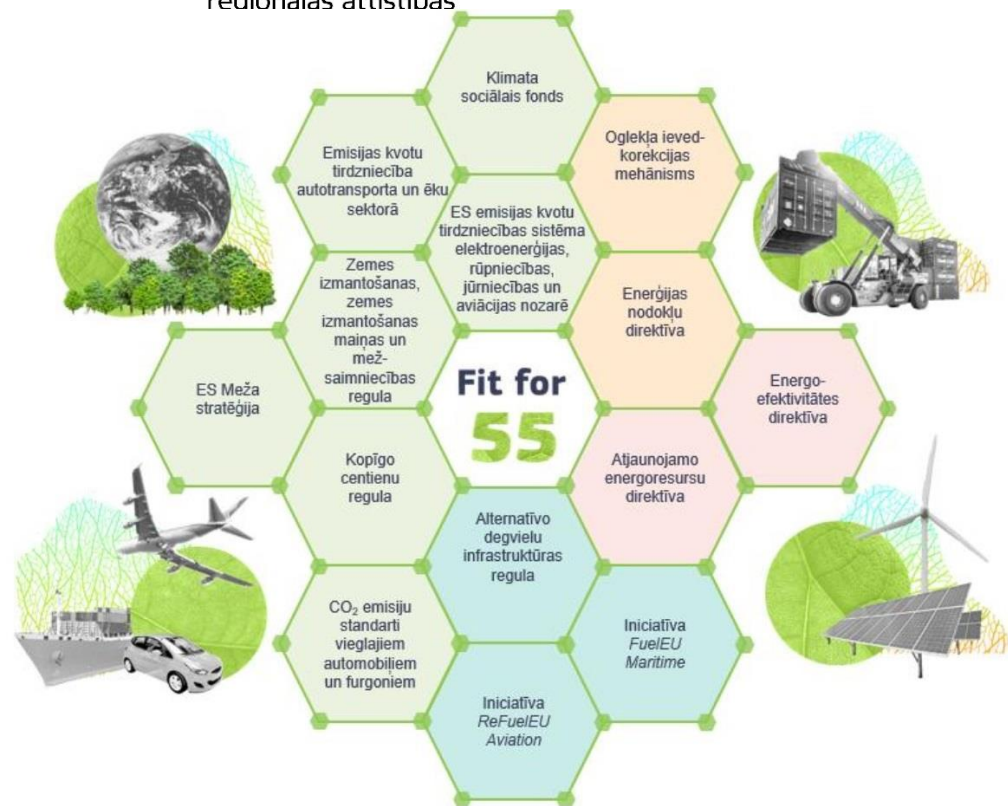 reģionālās attīstības
Klimata
sociālais fonds
Emisijas kvotu
tirdzniecība
autotransporta un ēku
sektorā
Oglekļa ieved-
korekcijas
mehānisms
ES emisijas kvotu
tirdzniecības sistēma
elektroenerģijas,
rūpniecības,
jūrniecības un
aviācijas nozarē
Zemes
izmantošanas,
zemes
izmantošanas
maiņas un
mež-
saimniecības
regula
Enerģijas
nodokļu
direktīva
ES Meža
stratēģija
Fit for
55
Energo-
efektivitātes
direktīva
Kopīgo
centienu
regula
Atjaunojamo
energoresursu
direktīva
Alternatīvo
degvielu
infrastruktūras
regula
CO₂ emisiju
standarti
vieglajiem
automobiļiem
un furgoniem
Iniciatīva
FuelEU
Maritime
Iniciatīva
ReFuelEU
Aviation